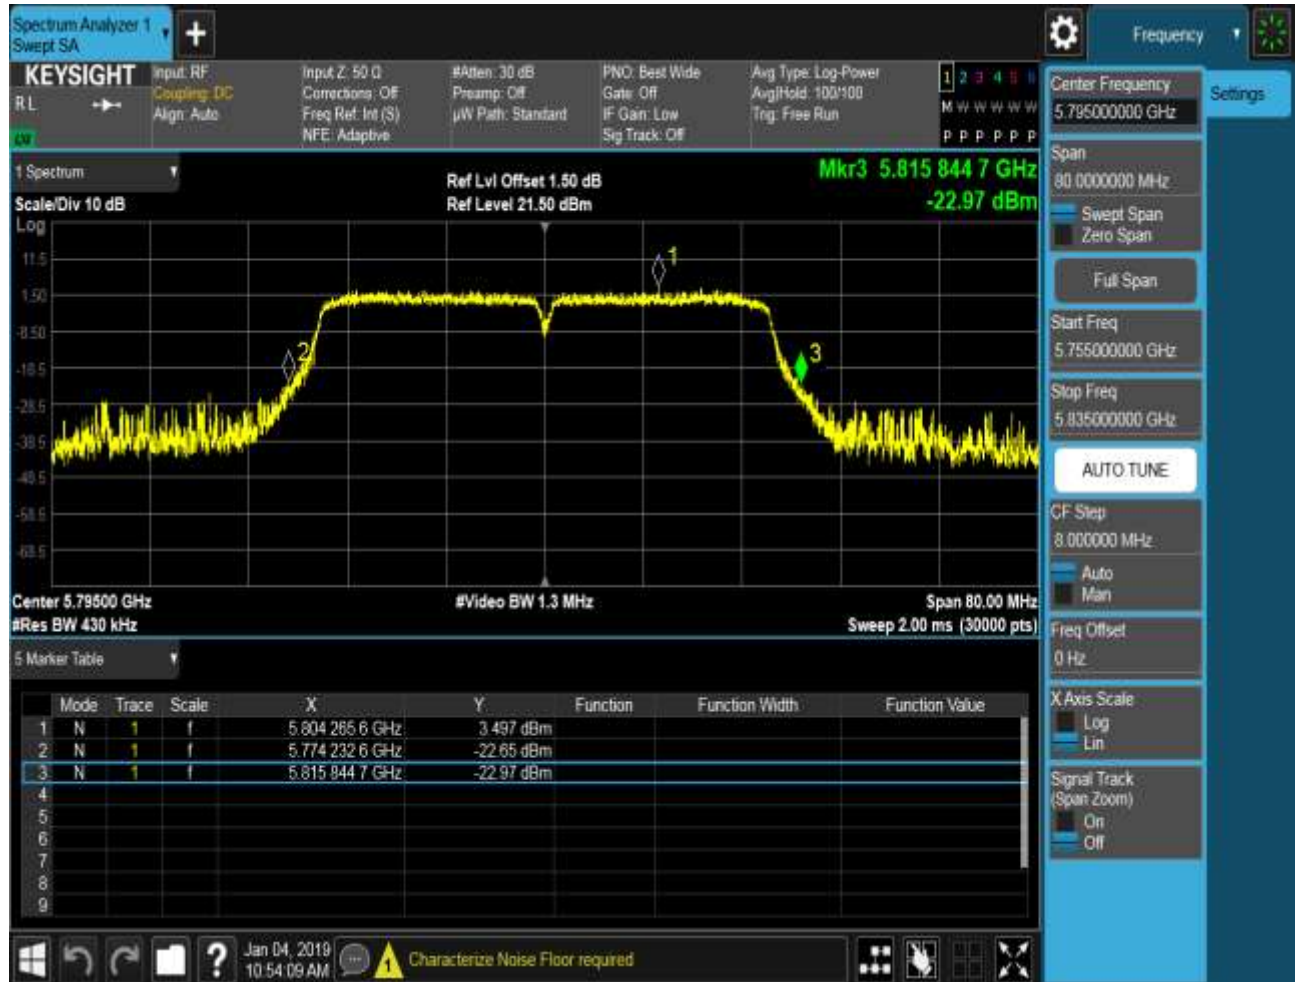 Spectrum Analyzer 1
Swept SA
Frequency
KEYSIGHT
R L
Input: RF
Coupling: DC
Align: Auto
Input Z: 50 Ω
Corrections: Off
Freq Ref: Int (S)
NFE: Adaptive
#Atten: 30 dB
Preamp: Off
µW Path: Standard
PNO: Best Wide
Gate: Off
IF Gain: Low
Sig Track: Off
Avg Type: Log-Power
Avg|Hold: 100/100
Trig: Free Run
1 2 3 4 5 6
M W W W W W
P P P P P P
1 Spectrum
Scale/Div 10 dB
Ref Lvl Offset 1.50 dB
Ref Level 21.50 dBm
Mkr3 5.815 844 7 GHz
-22.97 dBm
Log
11.5
1.50
-8.50
-18.5
-28.5
-38.5
-48.5
-58.5
-68.5
1
2
3
Center 5.79500 GHz
#Video BW 1.3 MHz
Span 80.00 MHz
#Res BW 430 kHz
Sweep 2.00 ms (30000 pts)
5 Marker Table
Mode Trace Scale X Y Function Function Width Function Value
1 N 1 f 5.804 265 6 GHz 3.497 dBm
2 N 1 f 5.774 232 6 GHz -22.65 dBm
3 N 1 f 5.815 844 7 GHz -22.97 dBm
4
5
6
7
8
9
Jan 04, 2019
10:54:09 AM
1
Characterize Noise Floor required
Center Frequency
5.795000000 GHz
Settings
Span
80.0000000 MHz
Swept Span
Zero Span
Full Span
Start Freq
5.755000000 GHz
Stop Freq
5.835000000 GHz
AUTO TUNE
CF Step
8.000000 MHz
Auto
Man
Freq Offset
0 Hz
X Axis Scale
Log
Lin
Signal Track
(Span Zoom)
On
Off